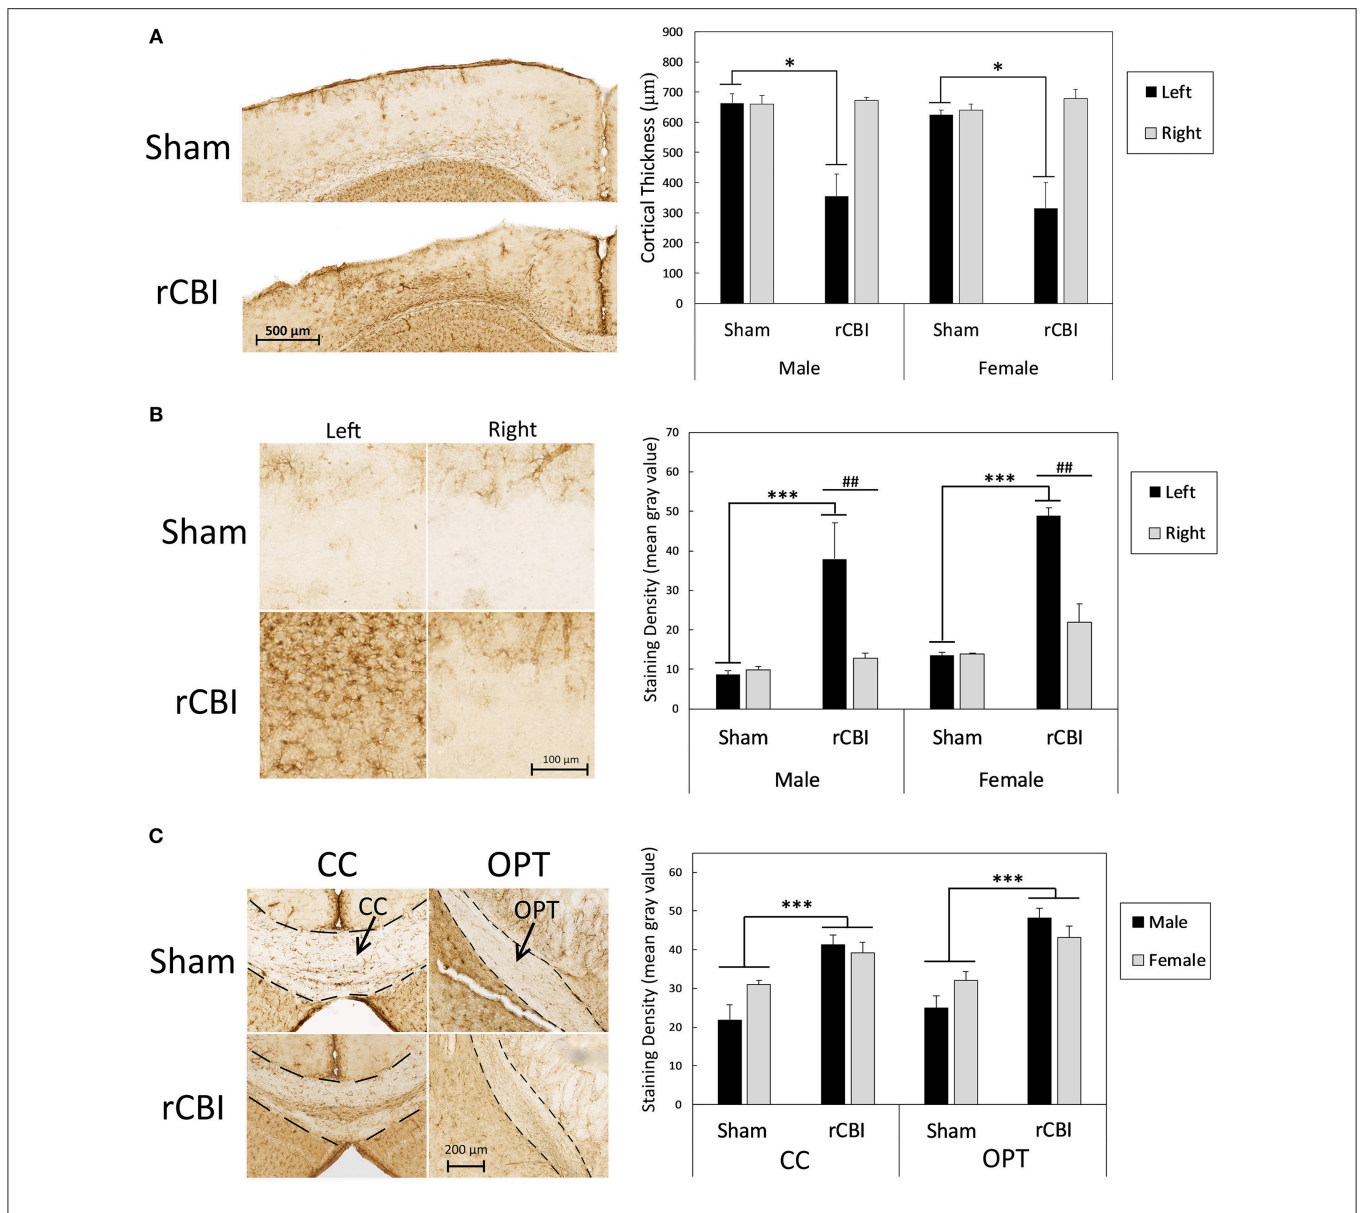 A
Sham
rCBI
500 µm
Cortical Thickness (µm)
900
800
700
600
500
400
300
200
100
0
*
*
Sham
rCBI
Sham
rCBI
Male
Female
Left
Right
B
Left
Right
Sham
rCBI
100 µm
Staining Density (mean gray value)
70
60
50
40
30
20
10
0
***
##
***
##
Sham
rCBI
Sham
rCBI
Male
Female
Left
Right
C
CC
OPT
CC
OPT
Sham
rCBI
200 µm
Staining Density (mean gray value)
60
50
40
30
20
10
0
***
***
Sham
rCBI
Sham
rCBI
CC
OPT
Male
Female